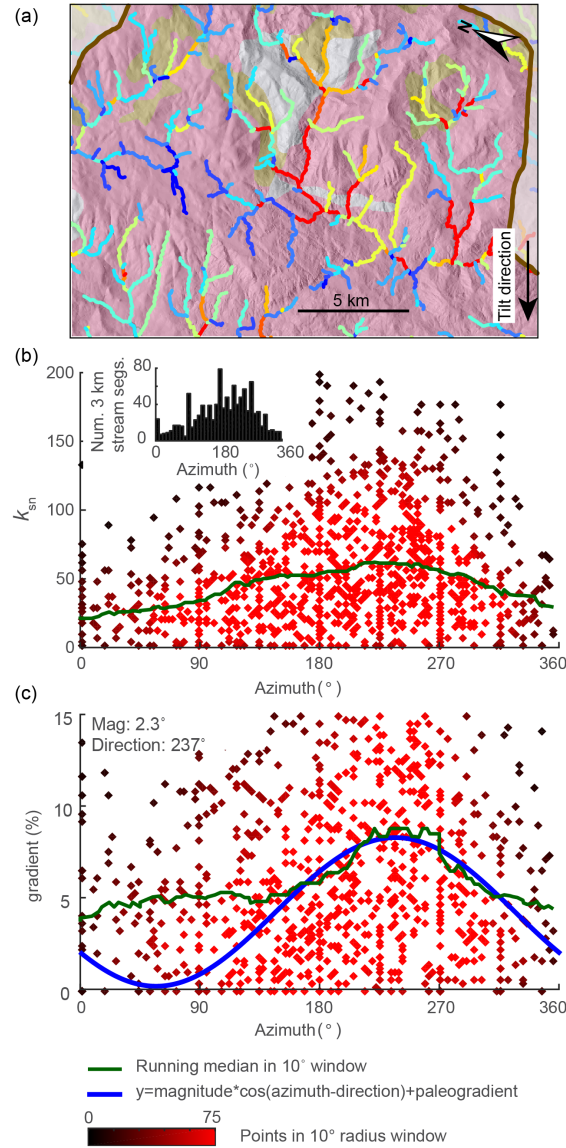 (a)
N
Tilt direction
5 km
(b)
200
150
100
50
0
k_sn
80
40
0
Num. 3 km
stream segs.
0 180 360
Azimuth (°)
0 90 180 270 360
Azimuth (°)
(c)
Mag: 2.3°
Direction: 237°
15
10
5
0
gradient (%)
0 90 180 270 360
Azimuth (°)
Running median in 10° window
y=magnitude*cos(azimuth-direction)+paleogradient
0 75
Points in 10° radius window